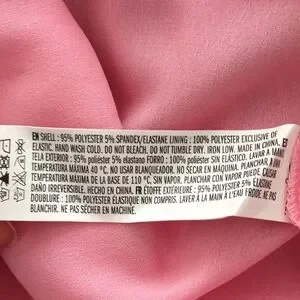 EN SHELL : 95% POLYESTER 5% SPANDEX/ELASTANE LINING : 100% POLYESTER EXCLUSIVE OF
ELASTIC. HAND WASH COLD. DO NOT BLEACH. DO NOT TUMBLE DRY. IRON LOW. MADE IN CHINA.
TELA EXTERIOR : 95% poliéster 5% elastano FORRO : 100% poliéster SIN ELÁSTICO. LAVAR A MANO
TEMPERATURA MÁXIMA 40 °C. NO USAR BLANQUEADOR. NO SECAR EN MÁQUINA. PLANCHAR A
TEMPERATURA MÁXIMA DE LA BASE DE 110 °C, SIN VAPOR. PLANCHAR CON VAPOR PUEDE CAUSAR
DAÑO IRREVERSIBLE. HECHO EN CHINA. FR ÉTOFFE EXTÉRIEURE : 95% POLYESTER 5% ÉLASTANE
DOUBLURE : 100% POLYESTER ÉLASTIQUE NON COMPRIS. LAVER À LA MAIN À L'EAU FROIDE. NE PAS
. NE PAS SÉCHER EN MACHINE.